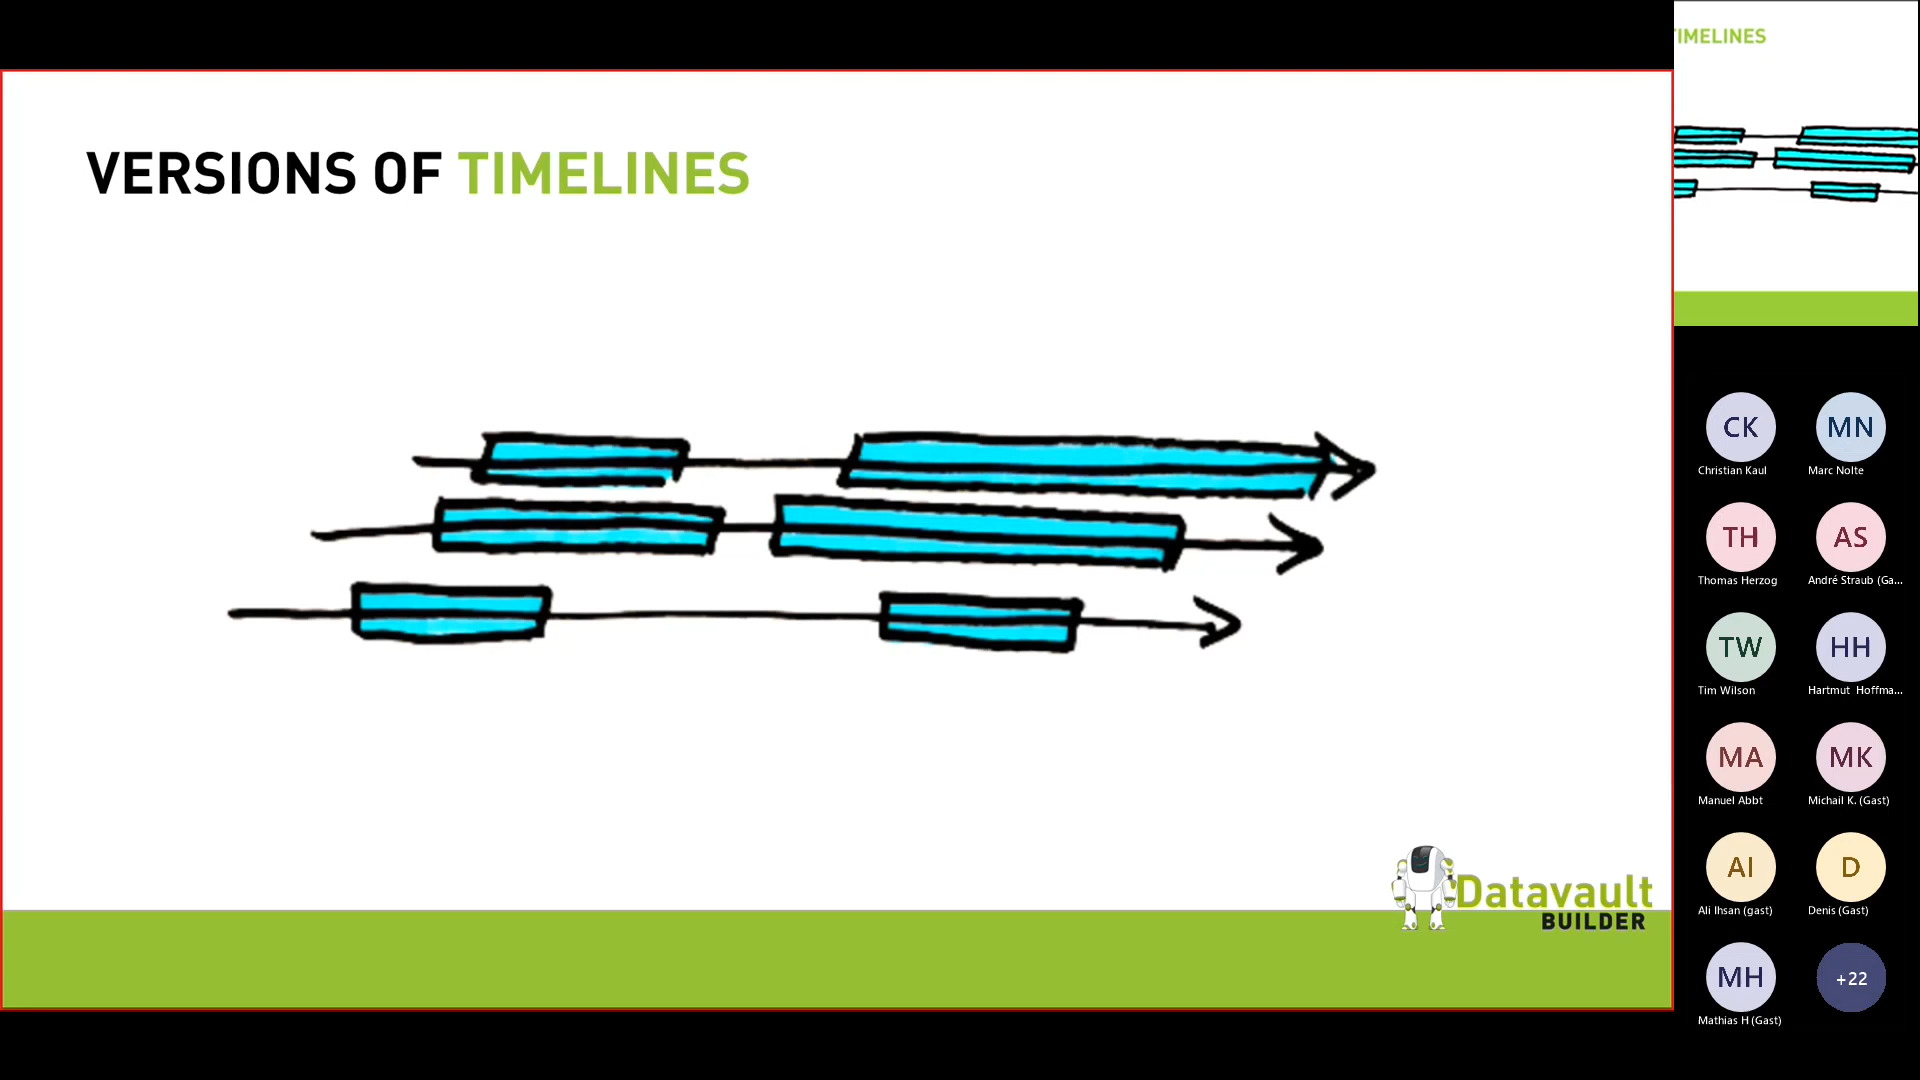 VERSIONS OF TIMELINES
Datavault
BUILDER
TIMELINES
CK
Christian Kaul
MN
Marc Nolte
TH
Thomas Herzog
AS
André Straub (Ga...
TW
Tim Wilson
HH
Hartmut Hoffma...
MA
Manuel Abbt
MK
Michail K. (Gast)
AI
Ali Ihsan (gast)
D
Denis (Gast)
MH
Mathias H (Gast)
+22